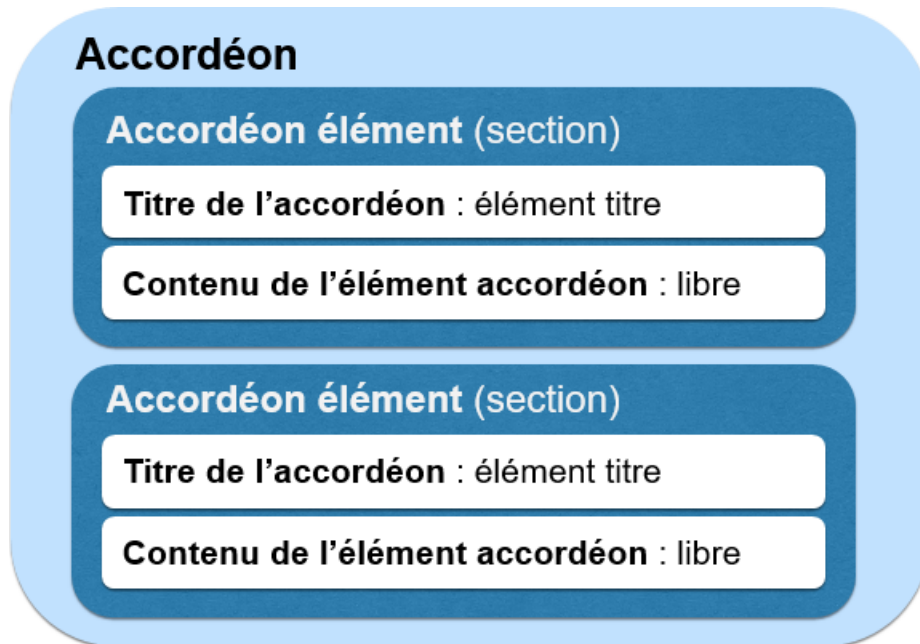 Accordéon
Accordéon élément (section)
Titre de l’accordéon : élément titre
Contenu de l’élément accordéon : libre
Accordéon élément (section)
Titre de l’accordéon : élément titre
Contenu de l’élément accordéon : libre